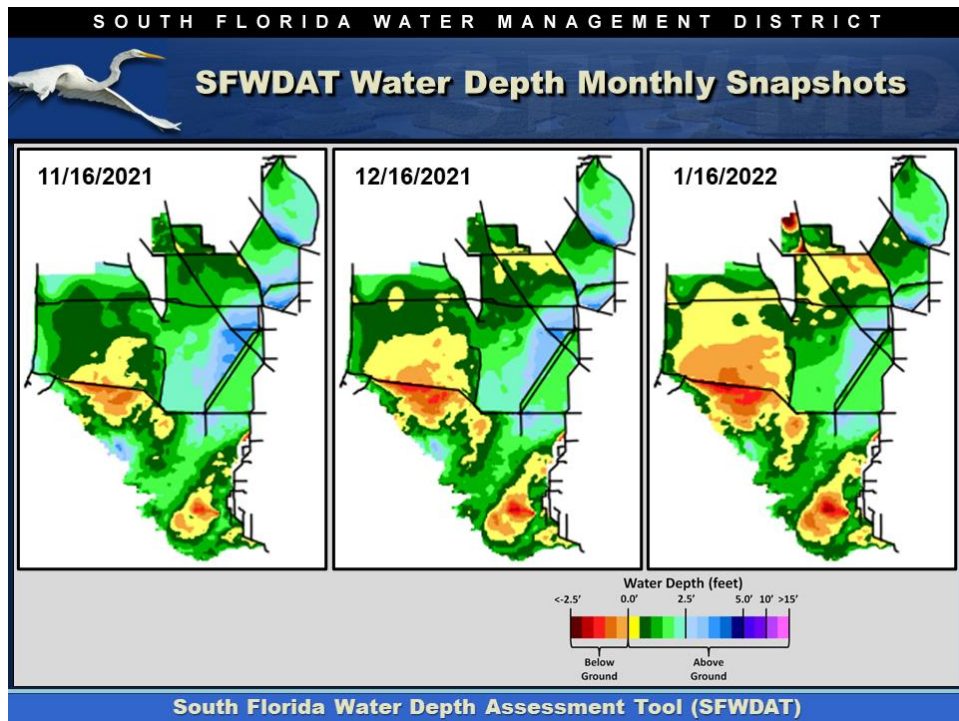 SOUTH FLORIDA WATER MANAGEMENT DISTRICT
SFWDAT Water Depth Monthly Snapshots
11/16/2021
12/16/2021
1/16/2022
Water Depth (feet)
<-2.5' 0.0' 2.5' 5.0' 10' >15'
Below Ground
Above Ground
South Florida Water Depth Assessment Tool (SFWDAT)